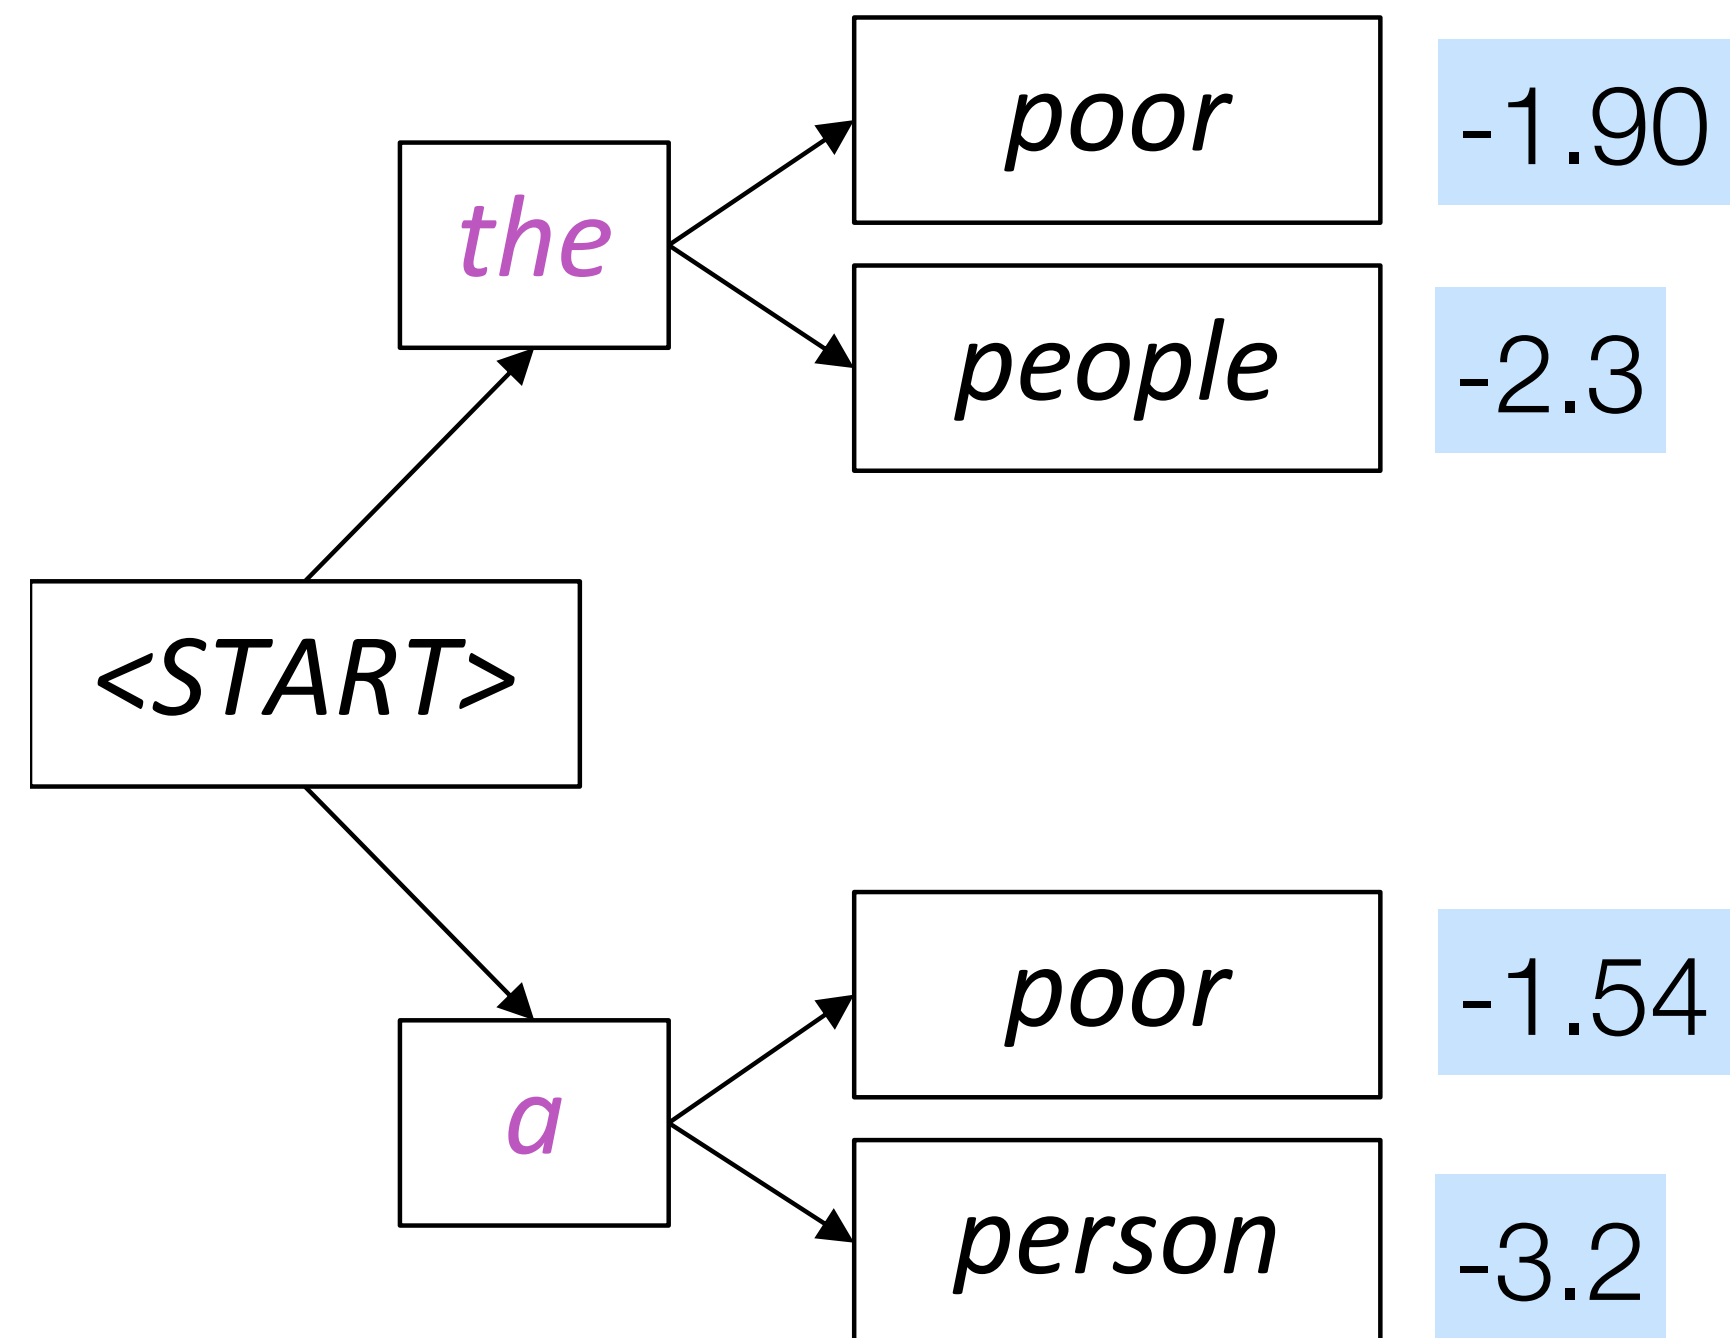 poor -1.90
the
people -2.3
<START>
poor -1.54
a
person -3.2